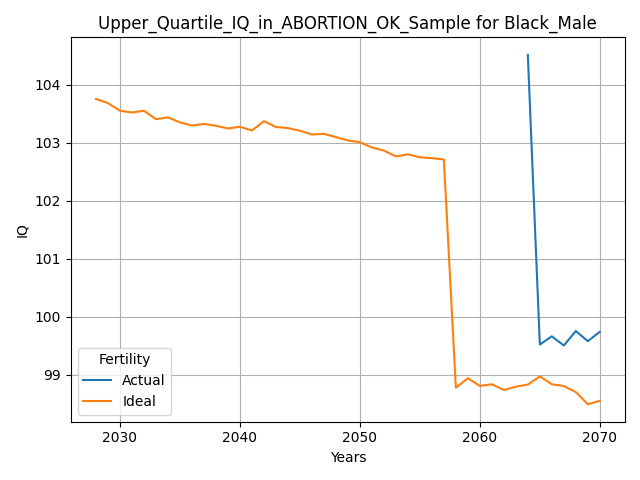 Upper_Quartile_IQ_in_ABORTION_OK_Sample for Black_Male
104
103
102
101
100
99
IQ
Fertility
Actual
Ideal
2030
2040
2050
2060
2070
Years